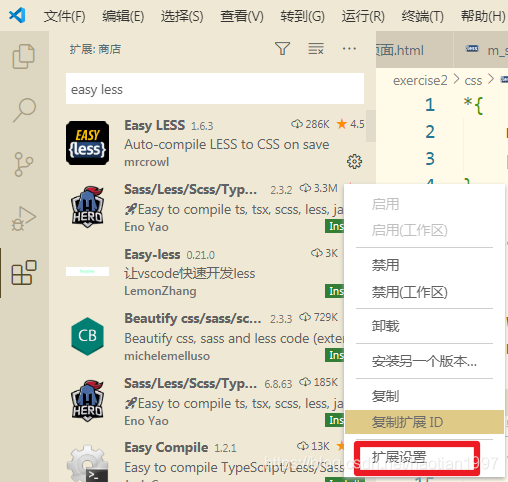 文件(F) 编辑(E) 选择(S) 查看(V) 转到(G) 运行(R) 终端(T) 帮助(H)
扩展: 商店
页面.html
m_s
easy less
exercise2 > css >
1 *{
2
3
4 }
Easy LESS 1.6.3 286K 4.5
Auto-compile LESS to CSS on save
mrcrowl
Sass/Less/Scss/Typ... 2.3.2 3.3M
Easy to compile ts, tsx, scss, less, ja
Eno Yao Ins
Easy-less 0.21.0 3K
让vscode快速开发less
LemonZhang Ins
Beautify css/sass/sc... 2.3.3 729K
Beautify css, sass and less code (exter
michelemelluso Ins
Sass/Less/Scss/Typ... 6.8.63 185K
Easy to compile ts, tsx, scss, less, ja
Eno Yao Ins
Easy Compile 1.2.1 13K
Easy to compile TypeScript/Less/Sass
EASY
{less}
HERO
CB
HERO
启用
启用(工作区)
禁用
禁用(工作区)
卸载
安装另一个版本...
复制
复制扩展 ID
扩展设置